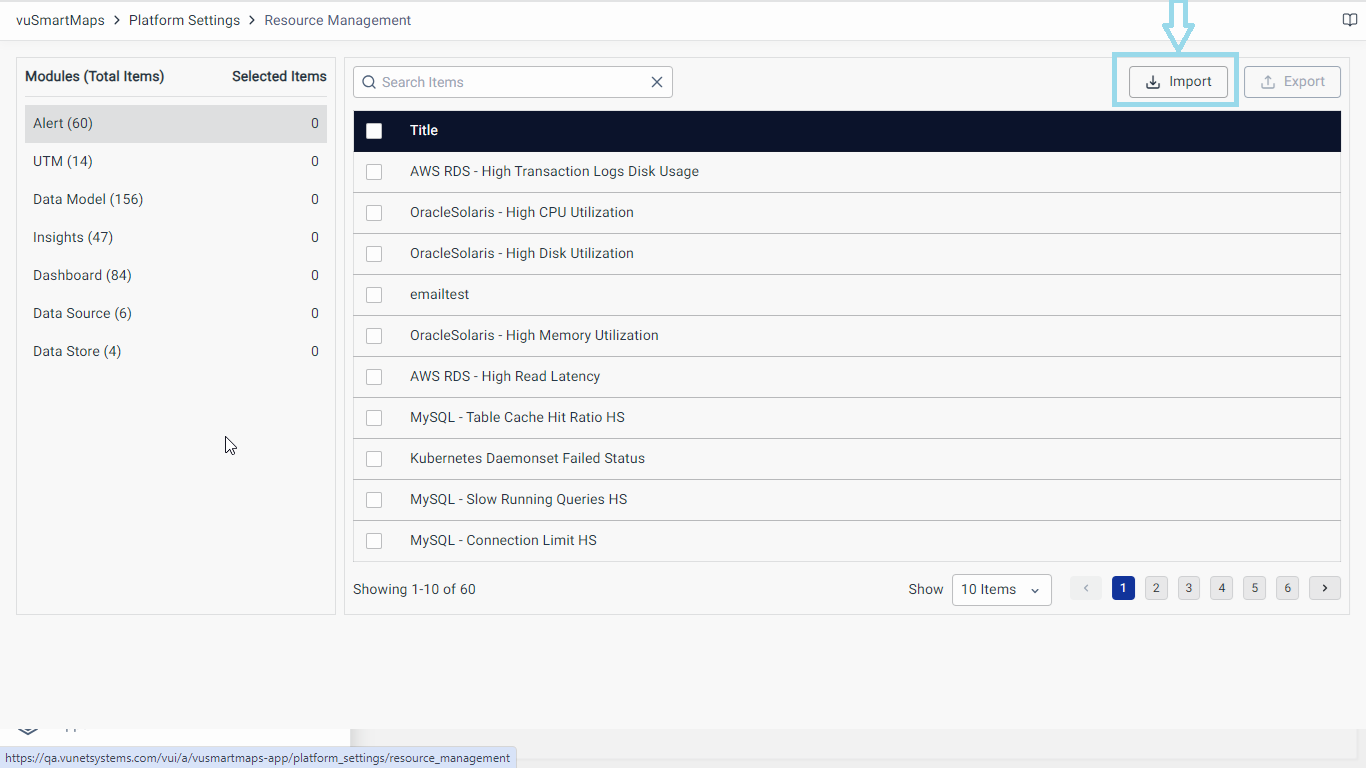 vuSmartMaps > Platform Settings > Resource Management
Modules (Total Items) Selected Items
Alert (60) 0
UTM (14) 0
Data Model (156) 0
Insights (47) 0
Dashboard (84) 0
Data Source (6) 0
Data Store (4) 0
Search Items
Import
Export
Title
AWS RDS - High Transaction Logs Disk Usage
OracleSolaris - High CPU Utilization
OracleSolaris - High Disk Utilization
emailtest
OracleSolaris - High Memory Utilization
AWS RDS - High Read Latency
MySQL - Table Cache Hit Ratio HS
Kubernetes Daemonset Failed Status
MySQL - Slow Running Queries HS
MySQL - Connection Limit HS
Showing 1-10 of 60 Show 10 Items < 1 2 3 4 5 6 >
https://qa.vunetsystems.com/vui/a/vusmartmaps-app/platform_settings/resource_management